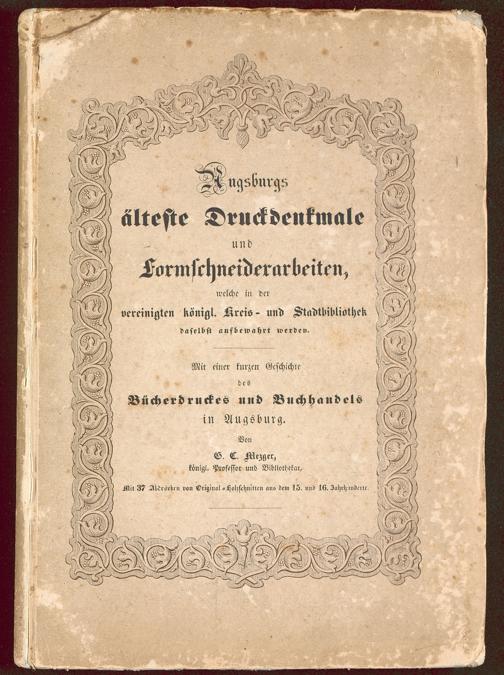 Augsburgs
älteste Druckdenkmale
und
Formschneiderarbeiten,
welche in der
vereinigten königl. Kreis- und Stadtbibliothek
daselbst aufbewahrt werden.
Mit einer kurzen Geschichte
des
Bücherdruckes und Buchhandels
in Augsburg.
Von
G. C. Mezger,
königl. Professor und Bibliothekar.
Mit 37 Abdrücken von Original-Holzschnitten aus dem 15. und 16. Jahrhunderte.